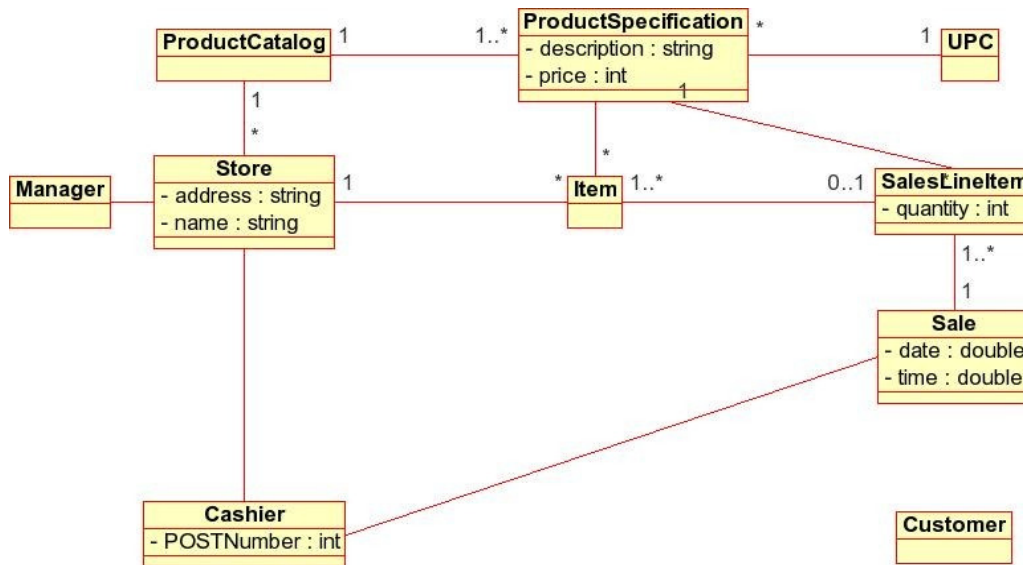 ProductCatalog
1
1..*
ProductSpecification
- description : string
- price : int
*
1
UPC
1
1
*
Manager
Store
- address : string
- name : string
1
*
*
Item
1..*
0..1
SalesLineItem
*
- quantity : int
1..*
1
Sale
- date : double
- time : double
Cashier
- POSTNumber : int
Customer